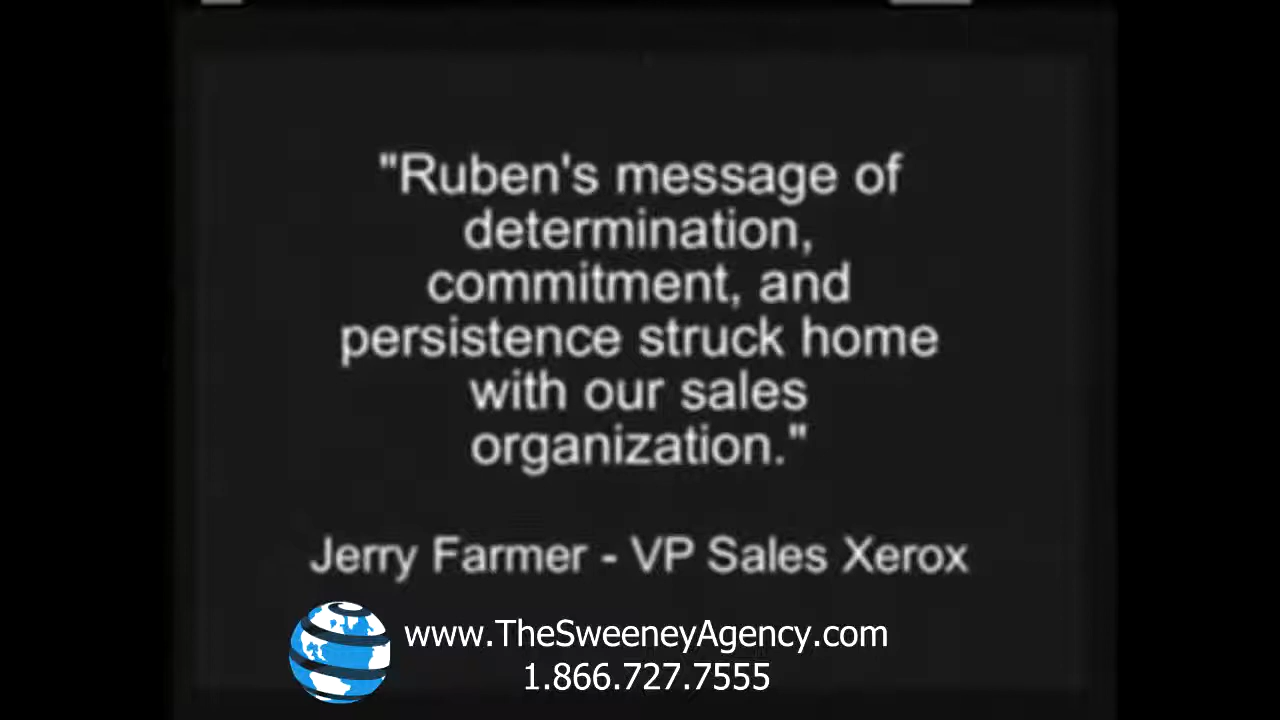 "Ruben's message of
determination,
commitment, and
persistence struck home
with our sales
organization."
Jerry Farmer - VP Sales Xerox
www.TheSweeneyAgency.com
1.866.727.7555